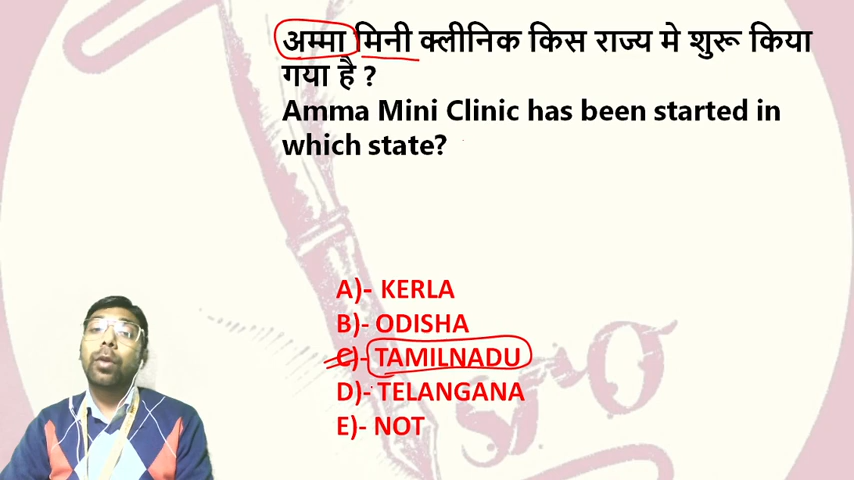 अम्मा मिनी क्लीनिक किस राज्य मे शुरू किया
गया है ?
Amma Mini Clinic has been started in
which state?
A)- KERLA
B)- ODISHA
C)- TAMILNADU
D)- TELANGANA
E)- NOT